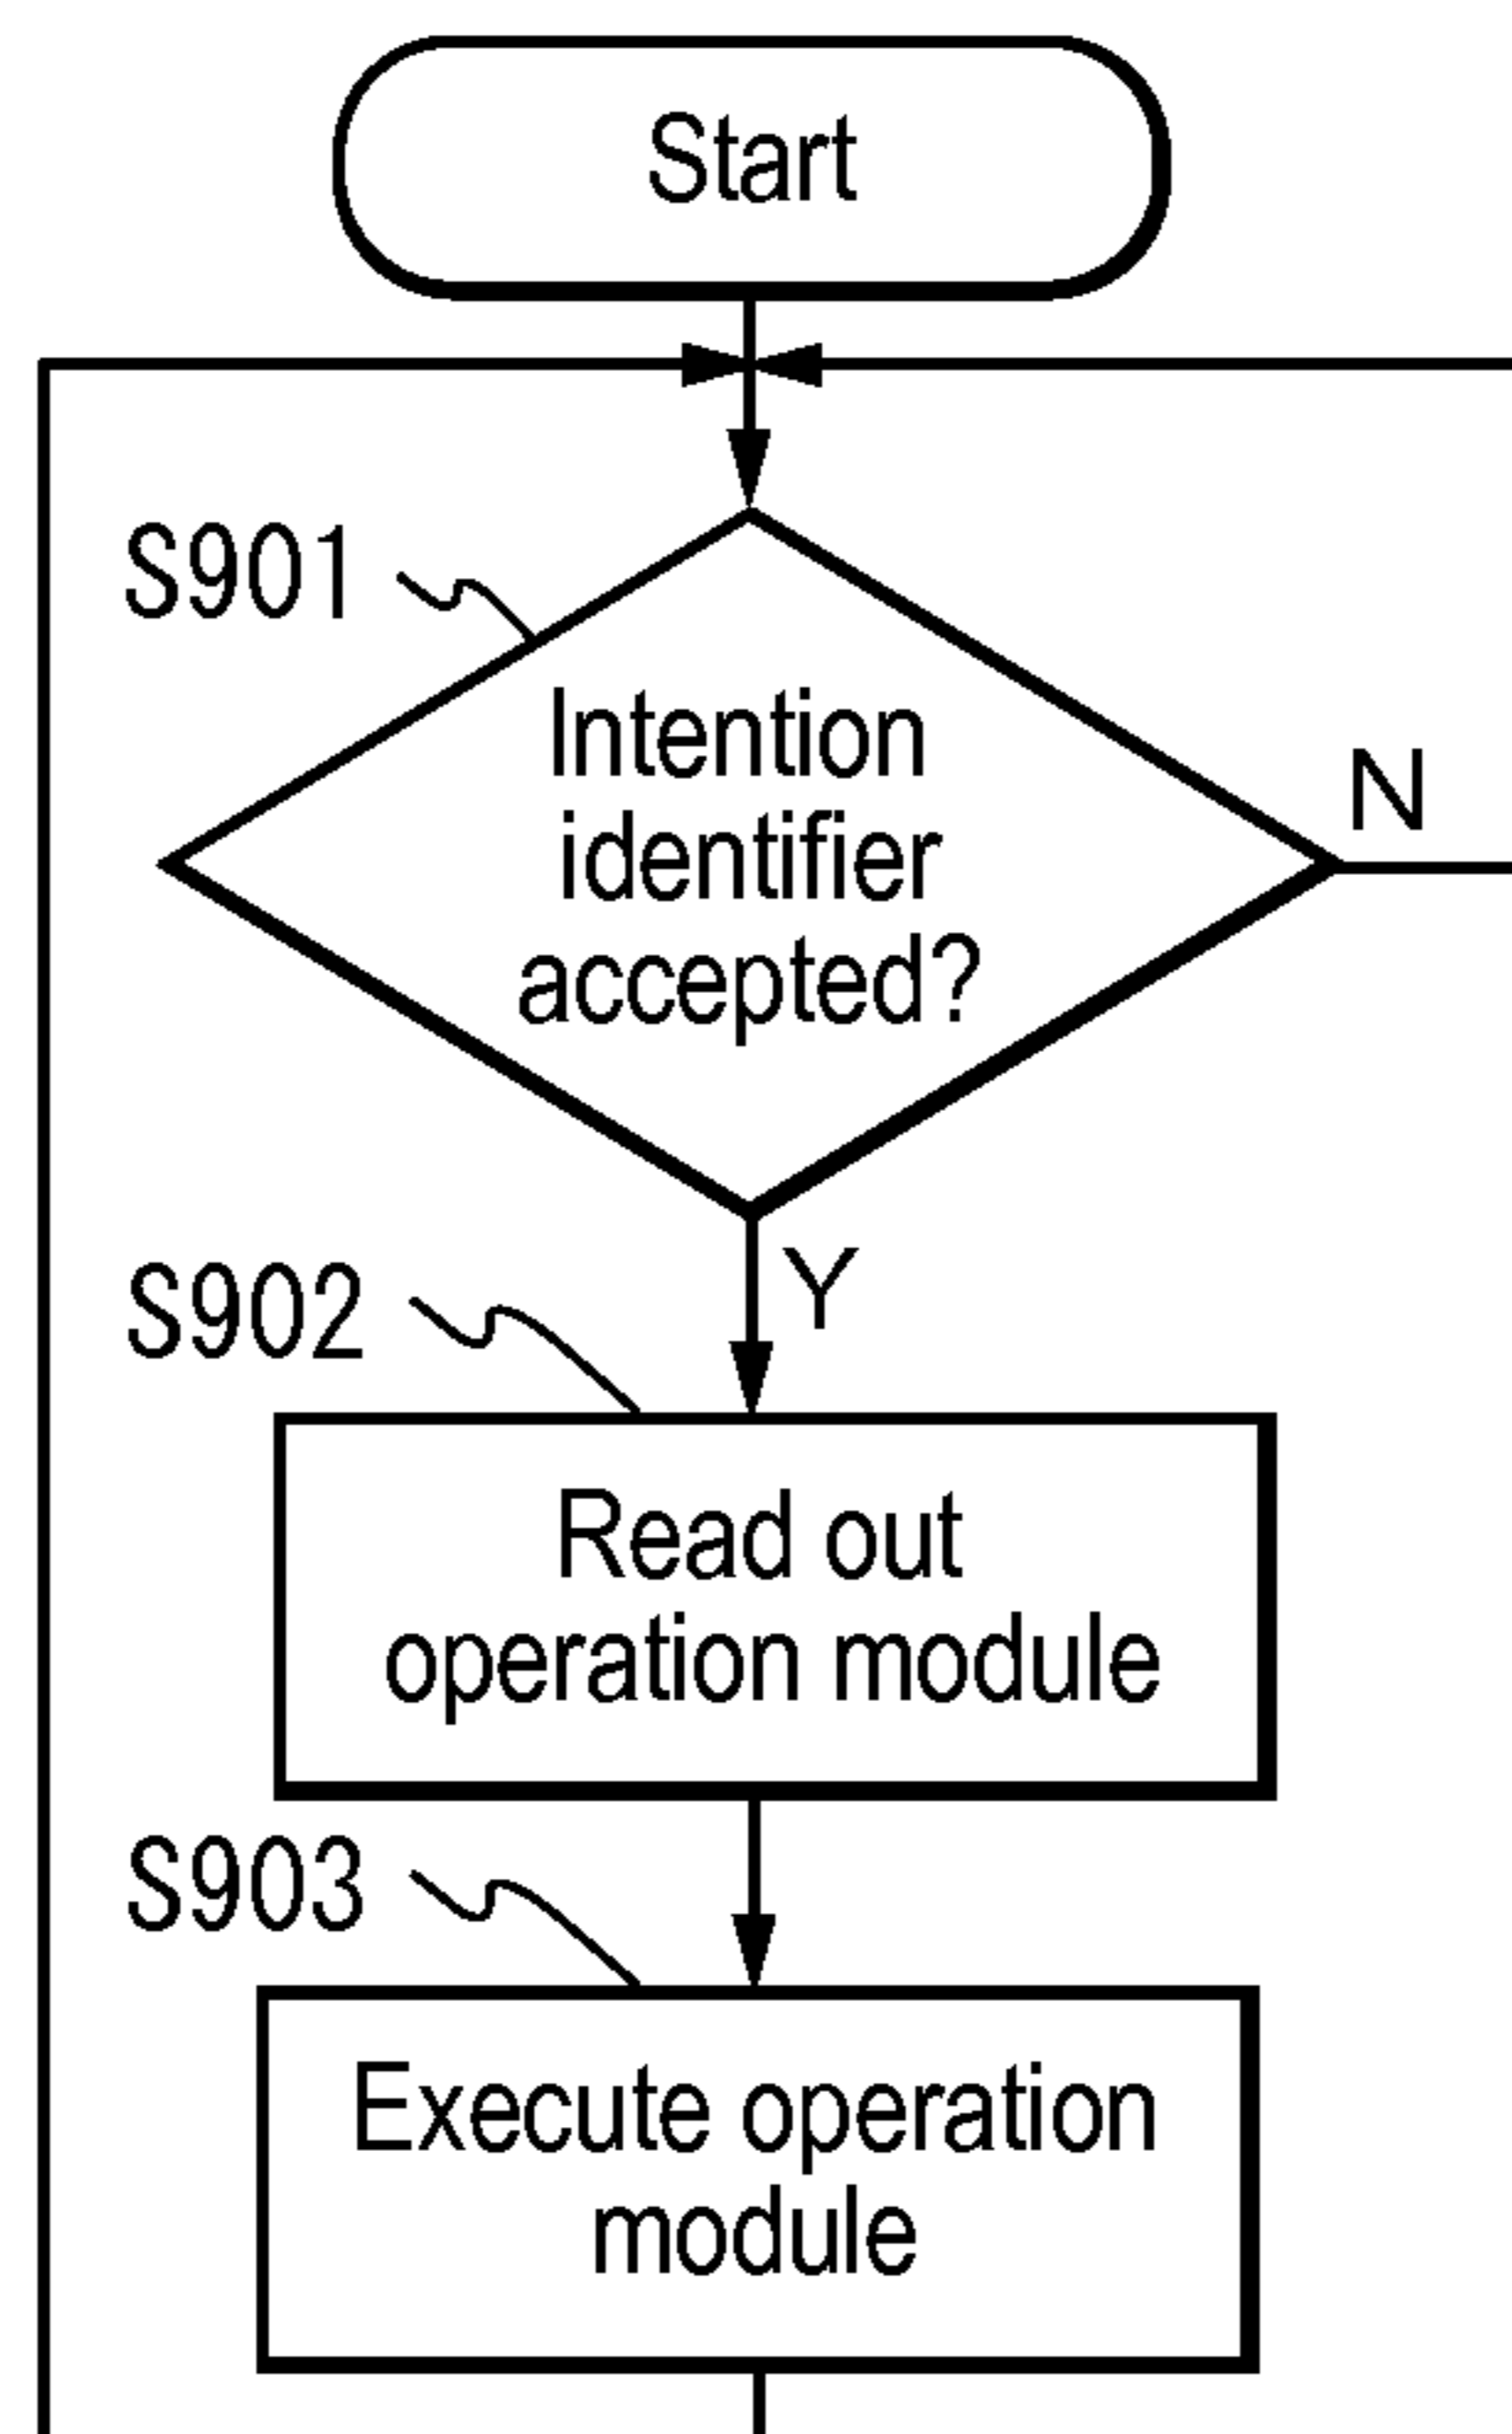 Start
S901
Intention
identifier
accepted?
N
Y
S902
Read out
operation module
S903
Execute operation
module